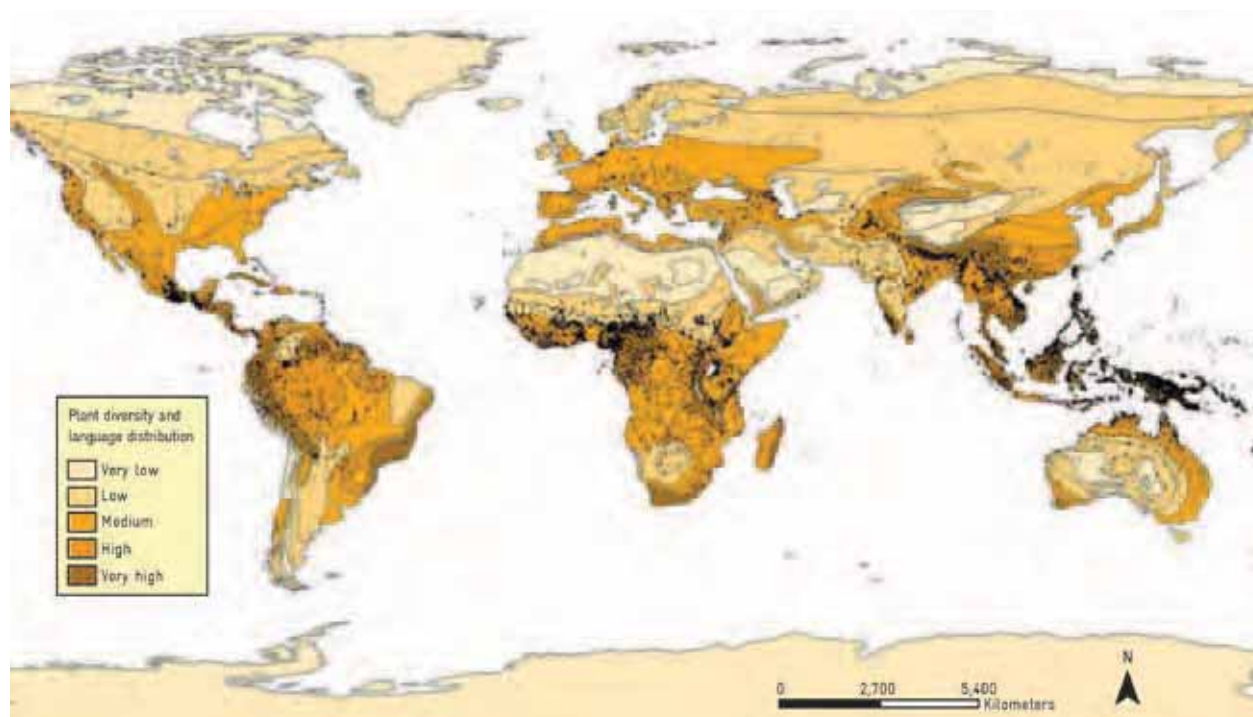 Plant diversity and
language distribution
Very low
Low
Medium
High
Very high
N
0 2,700 5,400
Kilometers